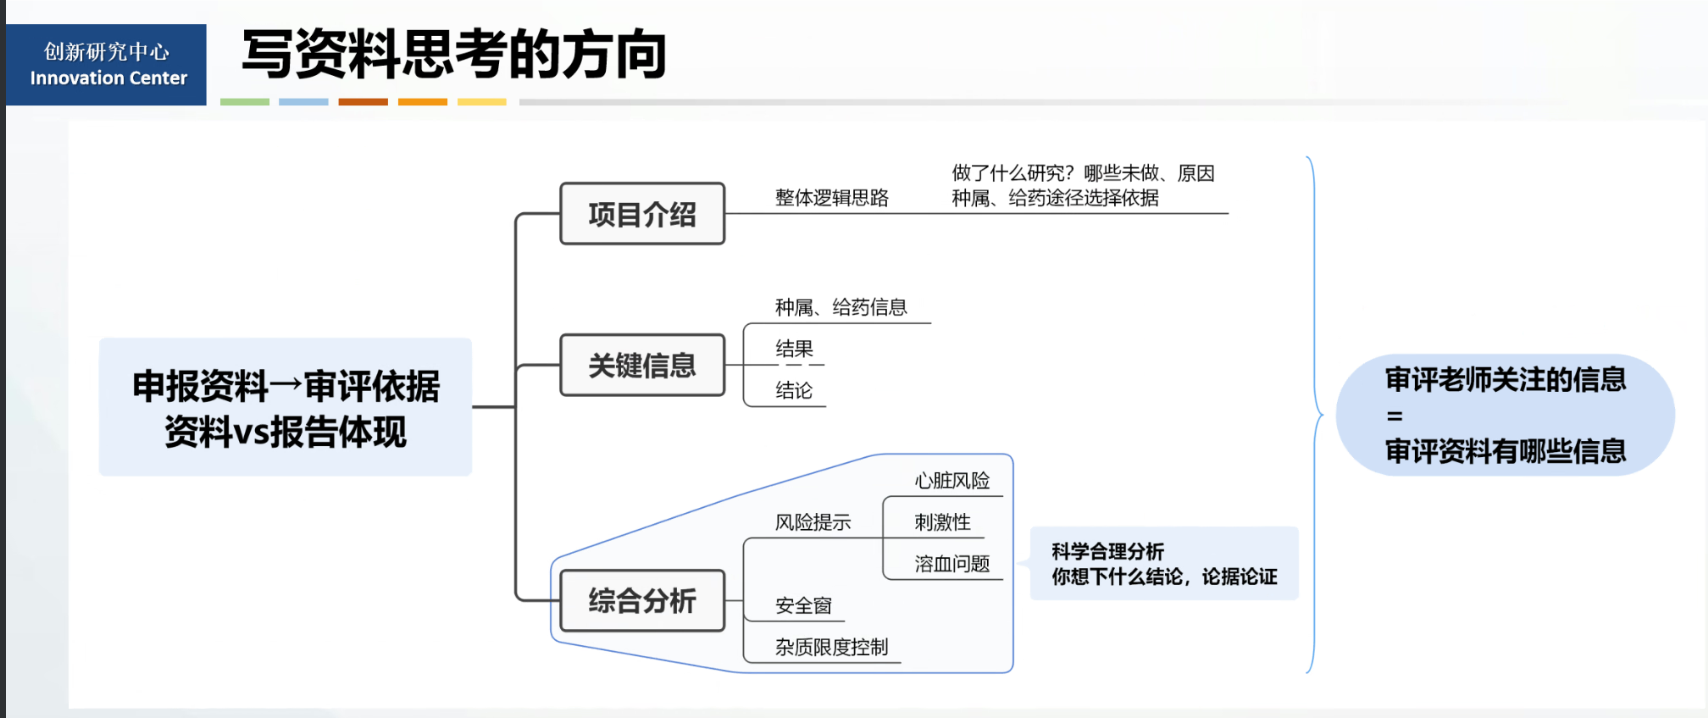 创新研究中心
Innovation Center
写资料思考的方向
申报资料→审评依据
资料vs报告体现
项目介绍
整体逻辑思路
做了什么研究？哪些未做、原因
种属、给药途径选择依据
关键信息
种属、给药信息
结果
结论
综合分析
风险提示
心脏风险
刺激性
溶血问题
安全窗
杂质限度控制
科学合理分析
你想下什么结论，论据论证
审评老师关注的信息
=
审评资料有哪些信息